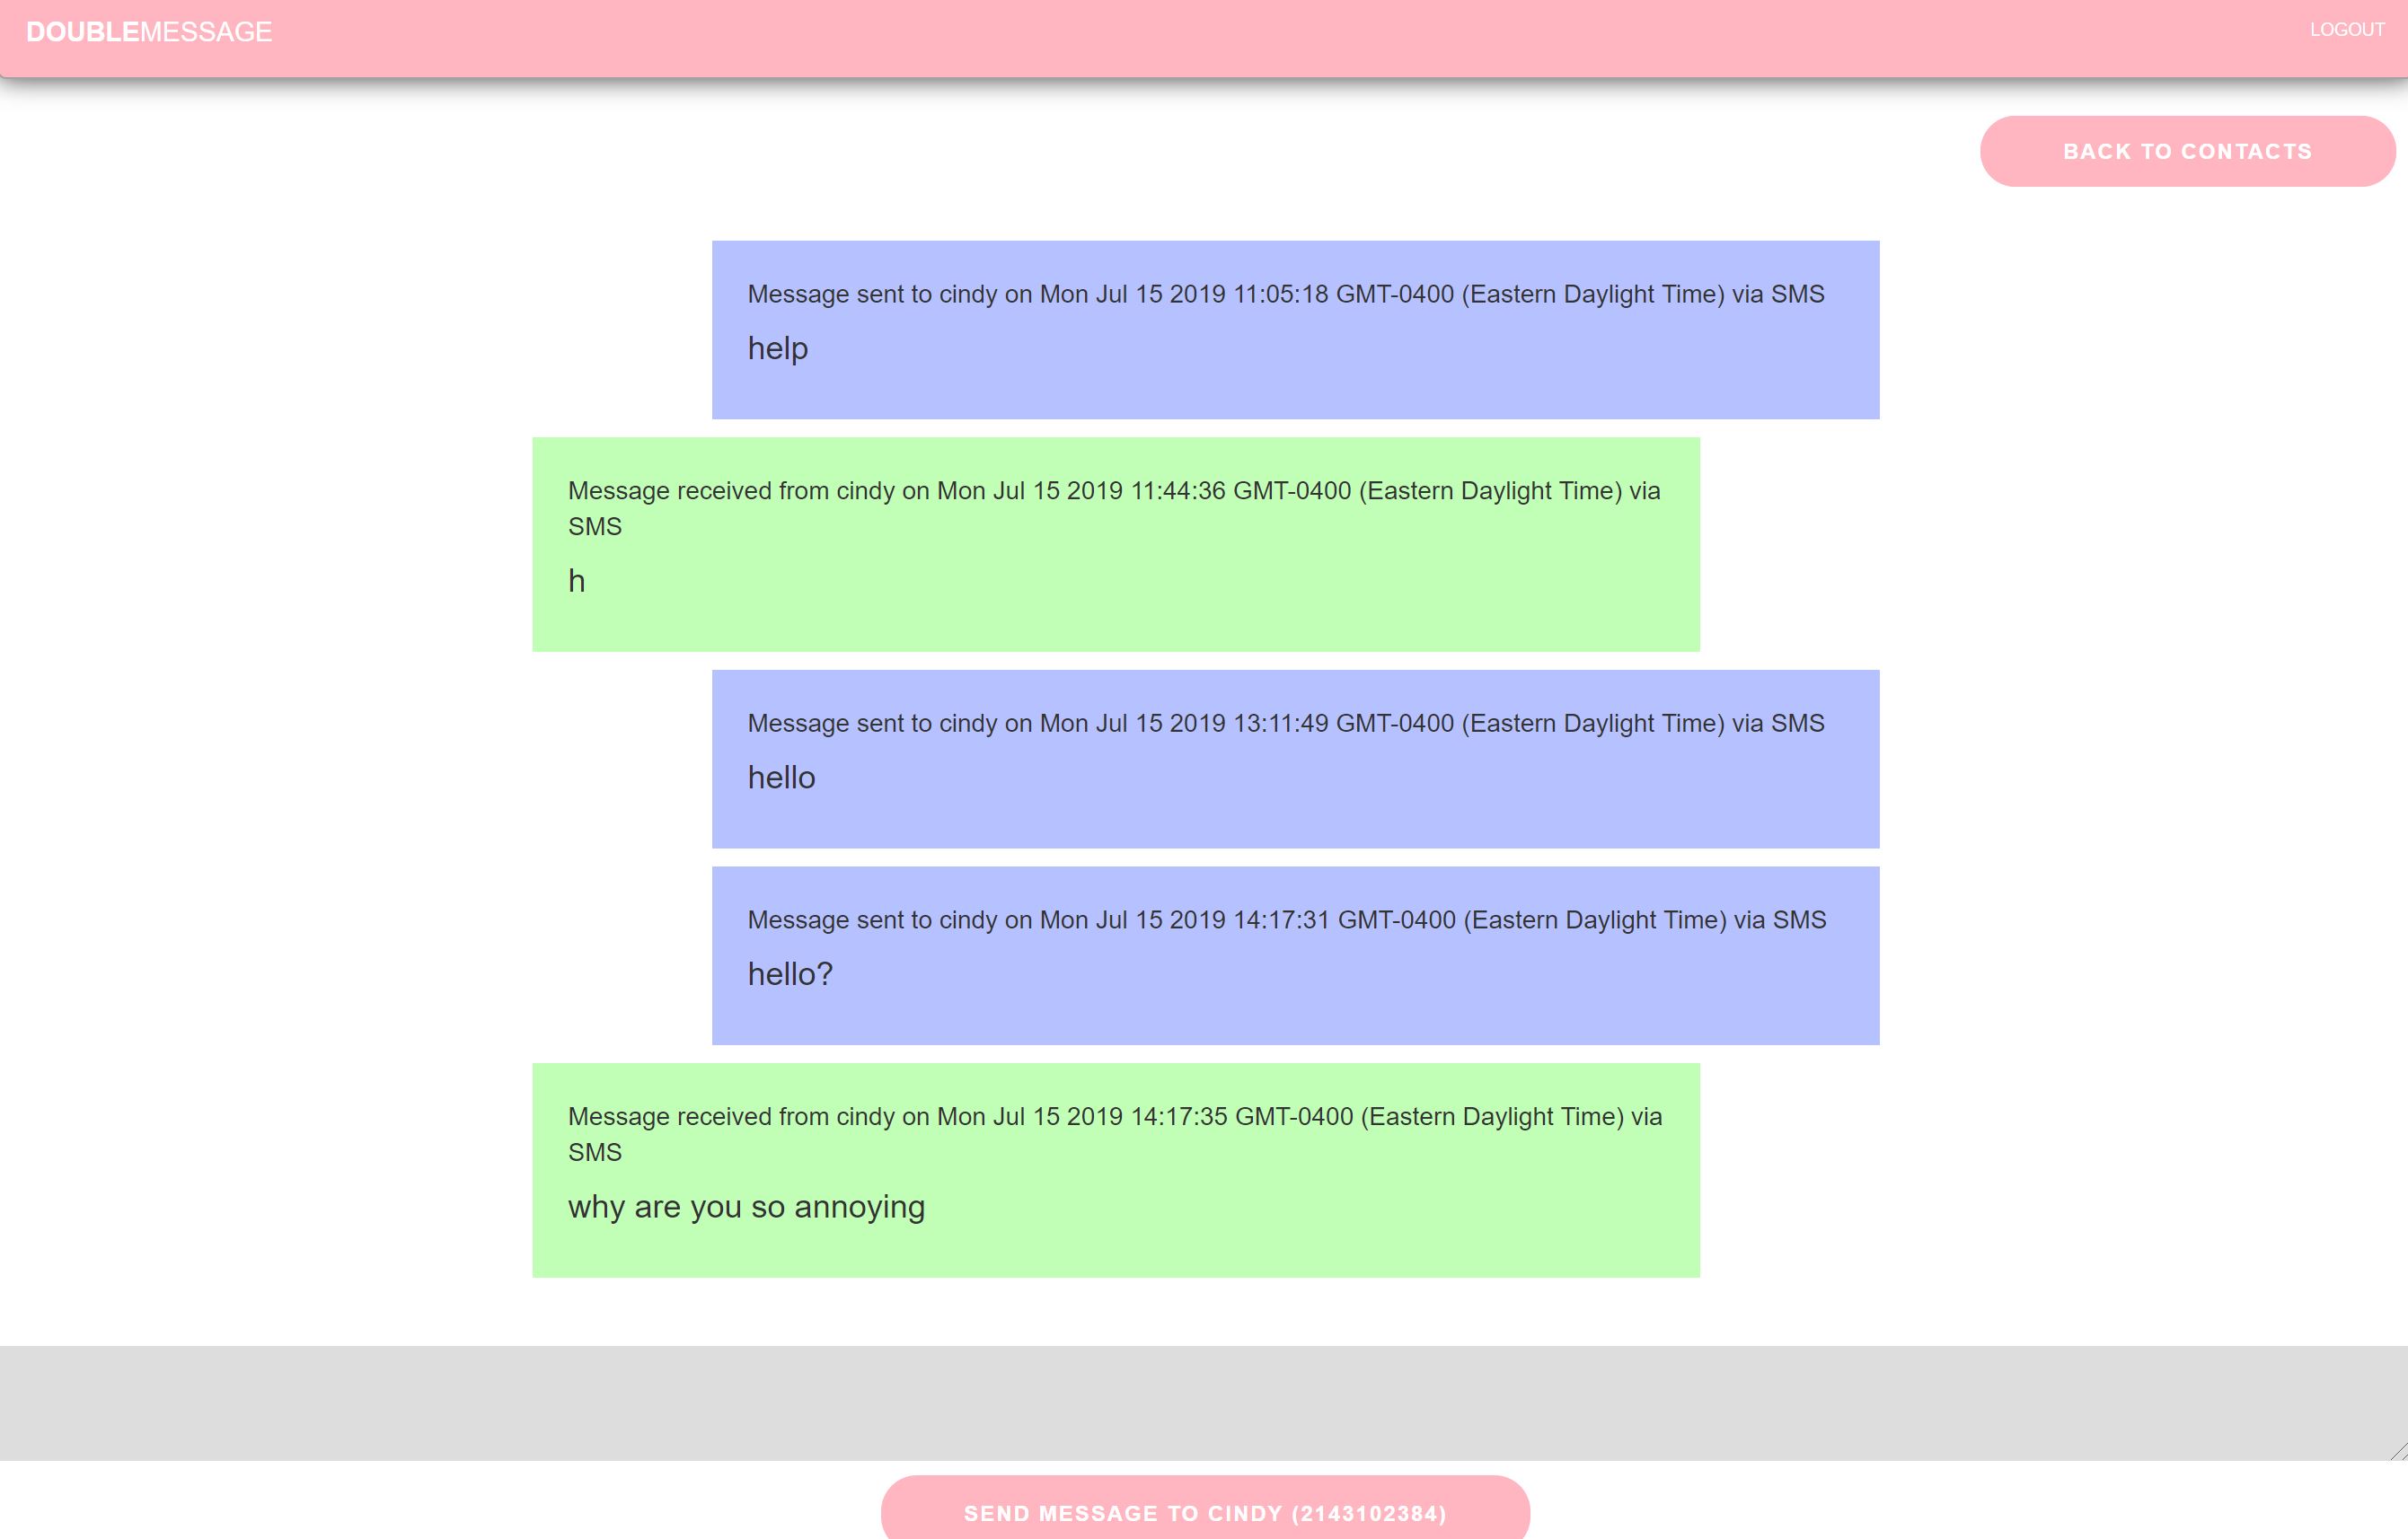 DOUBLEMESSAGE
LOGOUT
BACK TO CONTACTS
Message sent to cindy on Mon Jul 15 2019 11:05:18 GMT-0400 (Eastern Daylight Time) via SMS
help
Message received from cindy on Mon Jul 15 2019 11:44:36 GMT-0400 (Eastern Daylight Time) via
SMS
h
Message sent to cindy on Mon Jul 15 2019 13:11:49 GMT-0400 (Eastern Daylight Time) via SMS
hello
Message sent to cindy on Mon Jul 15 2019 14:17:31 GMT-0400 (Eastern Daylight Time) via SMS
hello?
Message received from cindy on Mon Jul 15 2019 14:17:35 GMT-0400 (Eastern Daylight Time) via
SMS
why are you so annoying
SEND MESSAGE TO CINDY (2143102384)